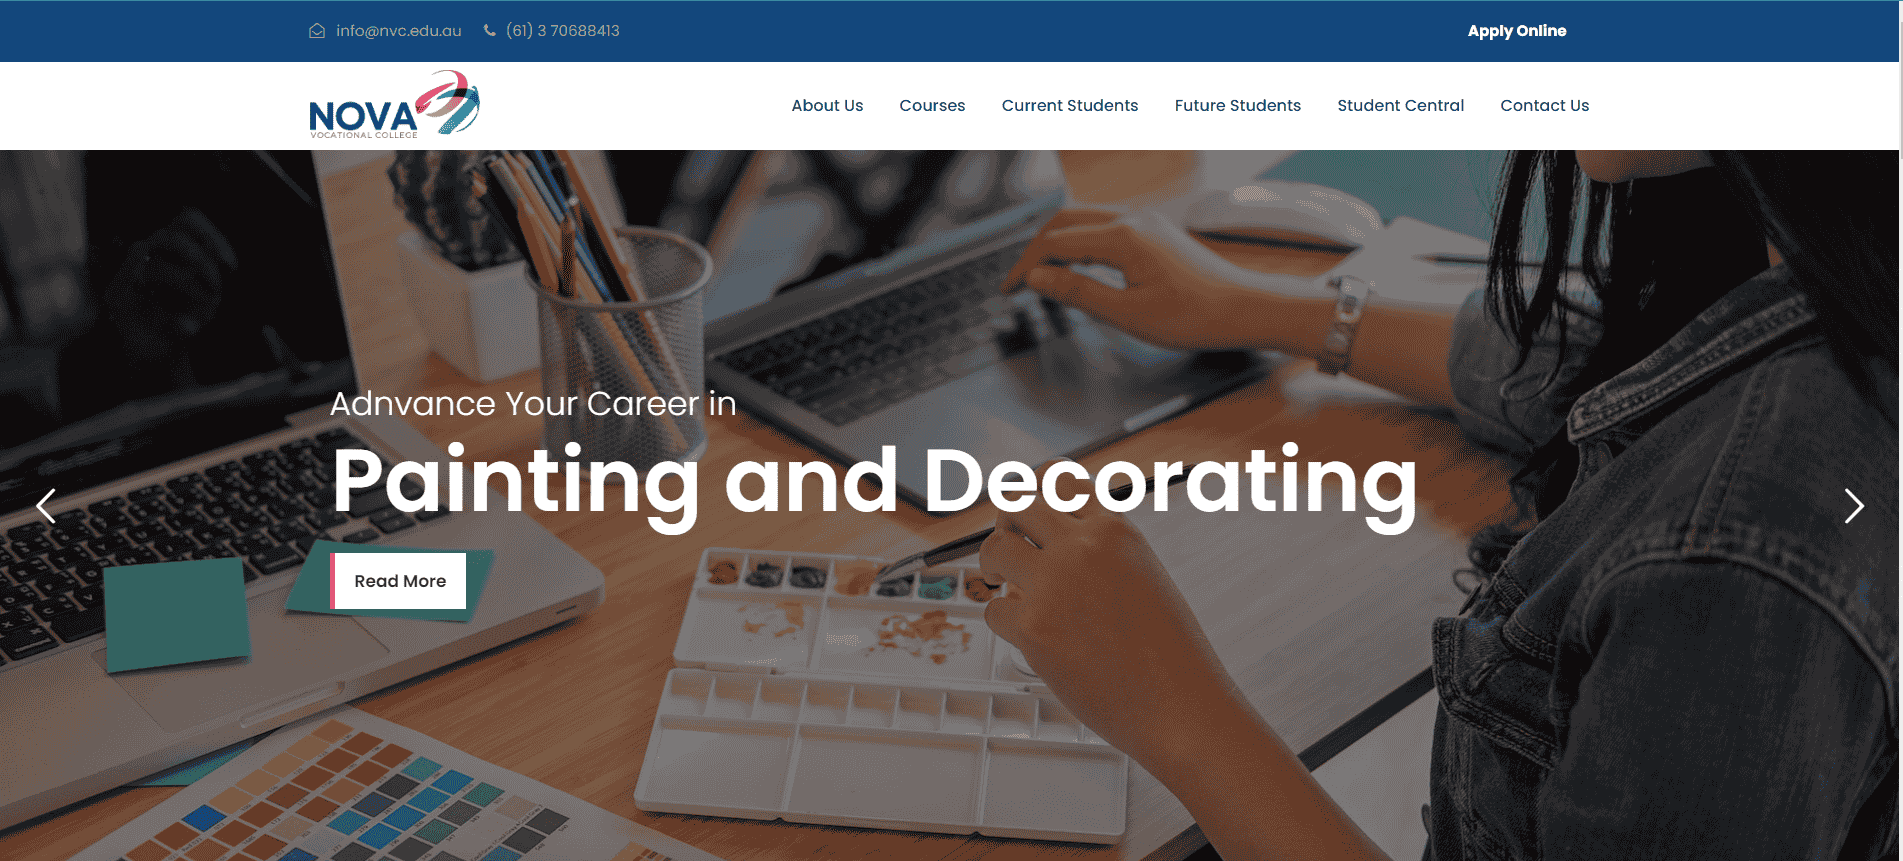 info@nvc.edu.au (61) 3 70688413 Apply Online
NOVA
VOCATIONAL COLLEGE
About Us Courses Current Students Future Students Student Central Contact Us
Adnvance Your Career in
Painting and Decorating
Read More